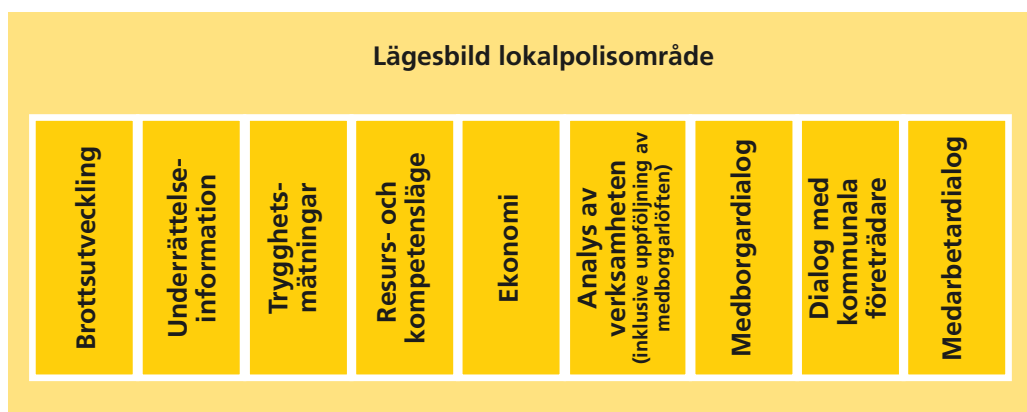 Lägesbild lokalpolisområde
Brottsutveckling
Underrättelse-
information
Trygghets-
mätningar
Resurs- och
kompetensläge
Ekonomi
Analys av
verksamheten
(inklusive uppföljning av
medborgarlöften)
Medborgardialog
Dialog med
kommunala
företrädare
Medarbetardialog